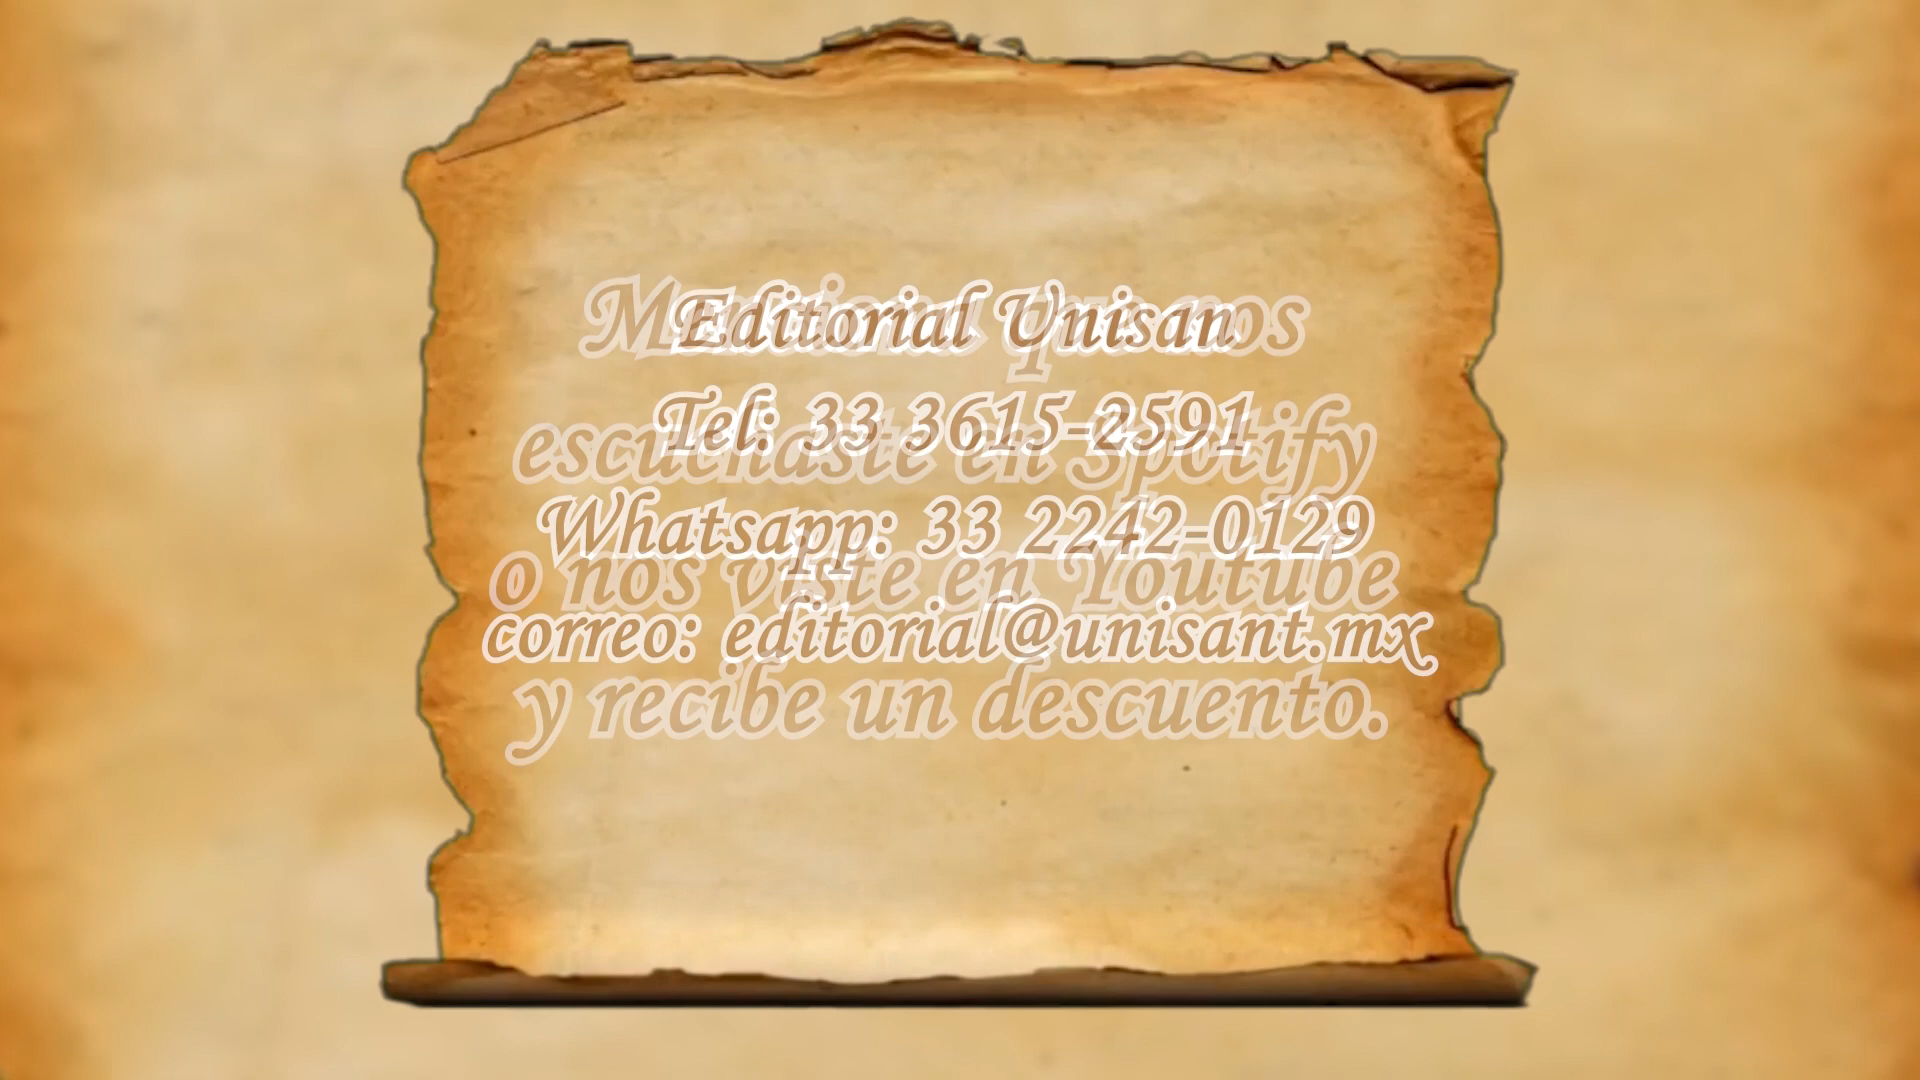 Editorial Unisan
Tel: 33 3615-2591
Whatsapp: 33 2242-0129
correo: editorial@unisant.mx
escuchaste en Spotify
o nos viste en Youtube
y recibe un descuento.